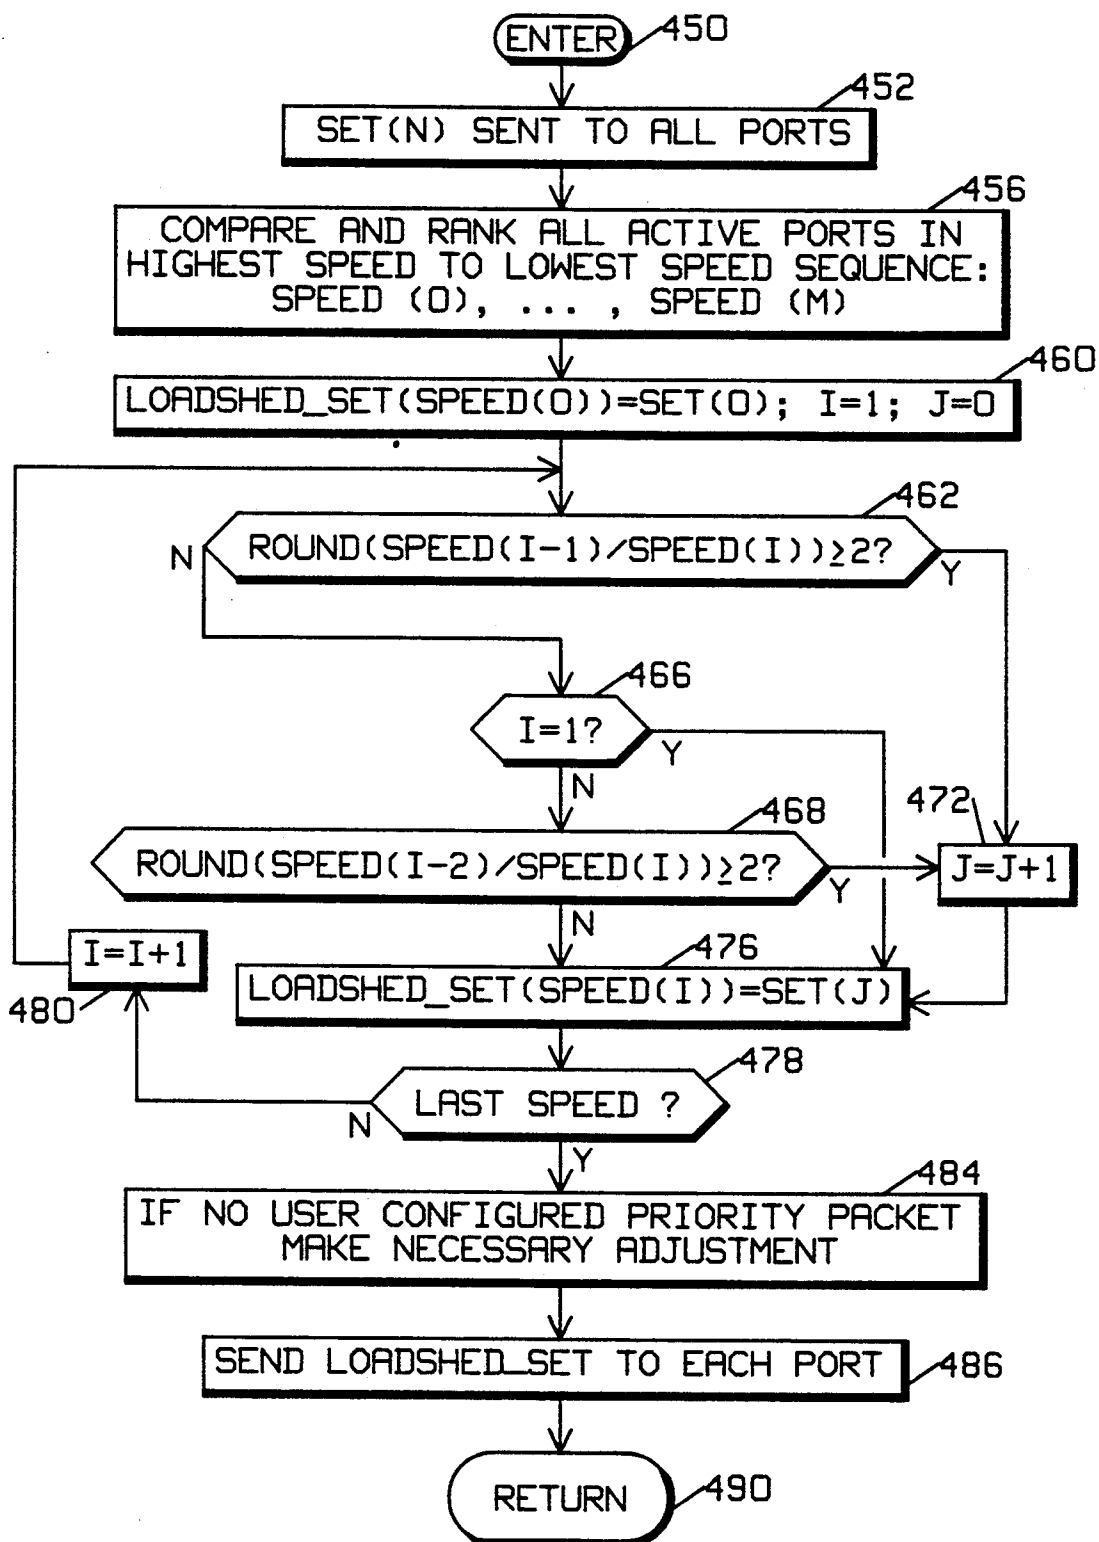 ENTER
450
452
SET(N) SENT TO ALL PORTS
456
COMPARE AND RANK ALL ACTIVE PORTS IN
HIGHEST SPEED TO LOWEST SPEED SEQUENCE:
SPEED (0), ... , SPEED (M)
460
LOADSHED_SET(SPEED(0))=SET(0); I=1; J=0
462
ROUND(SPEED(I-1)/SPEED(I))≥2?
N
Y
466
I=1?
Y
N
468
472
ROUND(SPEED(I-2)/SPEED(I))≥2?
Y
J=J+1
N
I=I+1
476
480
LOADSHED_SET(SPEED(I))=SET(J)
478
LAST SPEED ?
N
Y
484
IF NO USER CONFIGURED PRIORITY PACKET
MAKE NECESSARY ADJUSTMENT
SEND LOADSHED_SET TO EACH PORT
486
RETURN
490